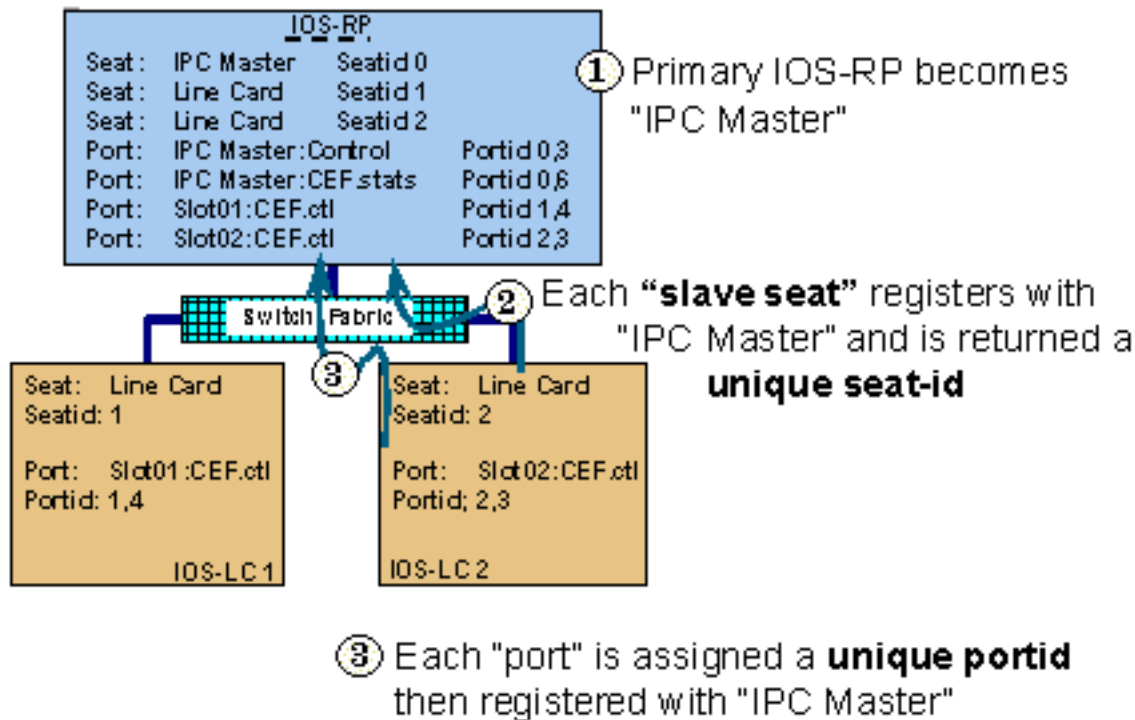 IOS-RP
Seat: IPC Master Seatid 0
Seat: Line Card Seatid 1
Seat: Line Card Seatid 2
Port: IPC Master:Control Portid 0,3
Port: IPC Master:CEF.stats Portid 0,6
Port: Slot01:CEF.ctl Portid 1,4
Port: Slot02:CEF.ctl Portid 2,3
1 Primary IOS-RP becomes
"IPC Master"
Switch Fabric
2 Each “slave seat” registers with
"IPC Master" and is returned a
unique seat-id
3
Seat: Line Card
Seatid: 1
Port: Slot01:CEF.ctl
Portid: 1,4
IOS-LC 1
Seat: Line Card
Seatid: 2
Port: Slot02:CEF.ctl
Portid; 2,3
IOS-LC 2
3 Each "port" is assigned a unique portid
then registered with "IPC Master"